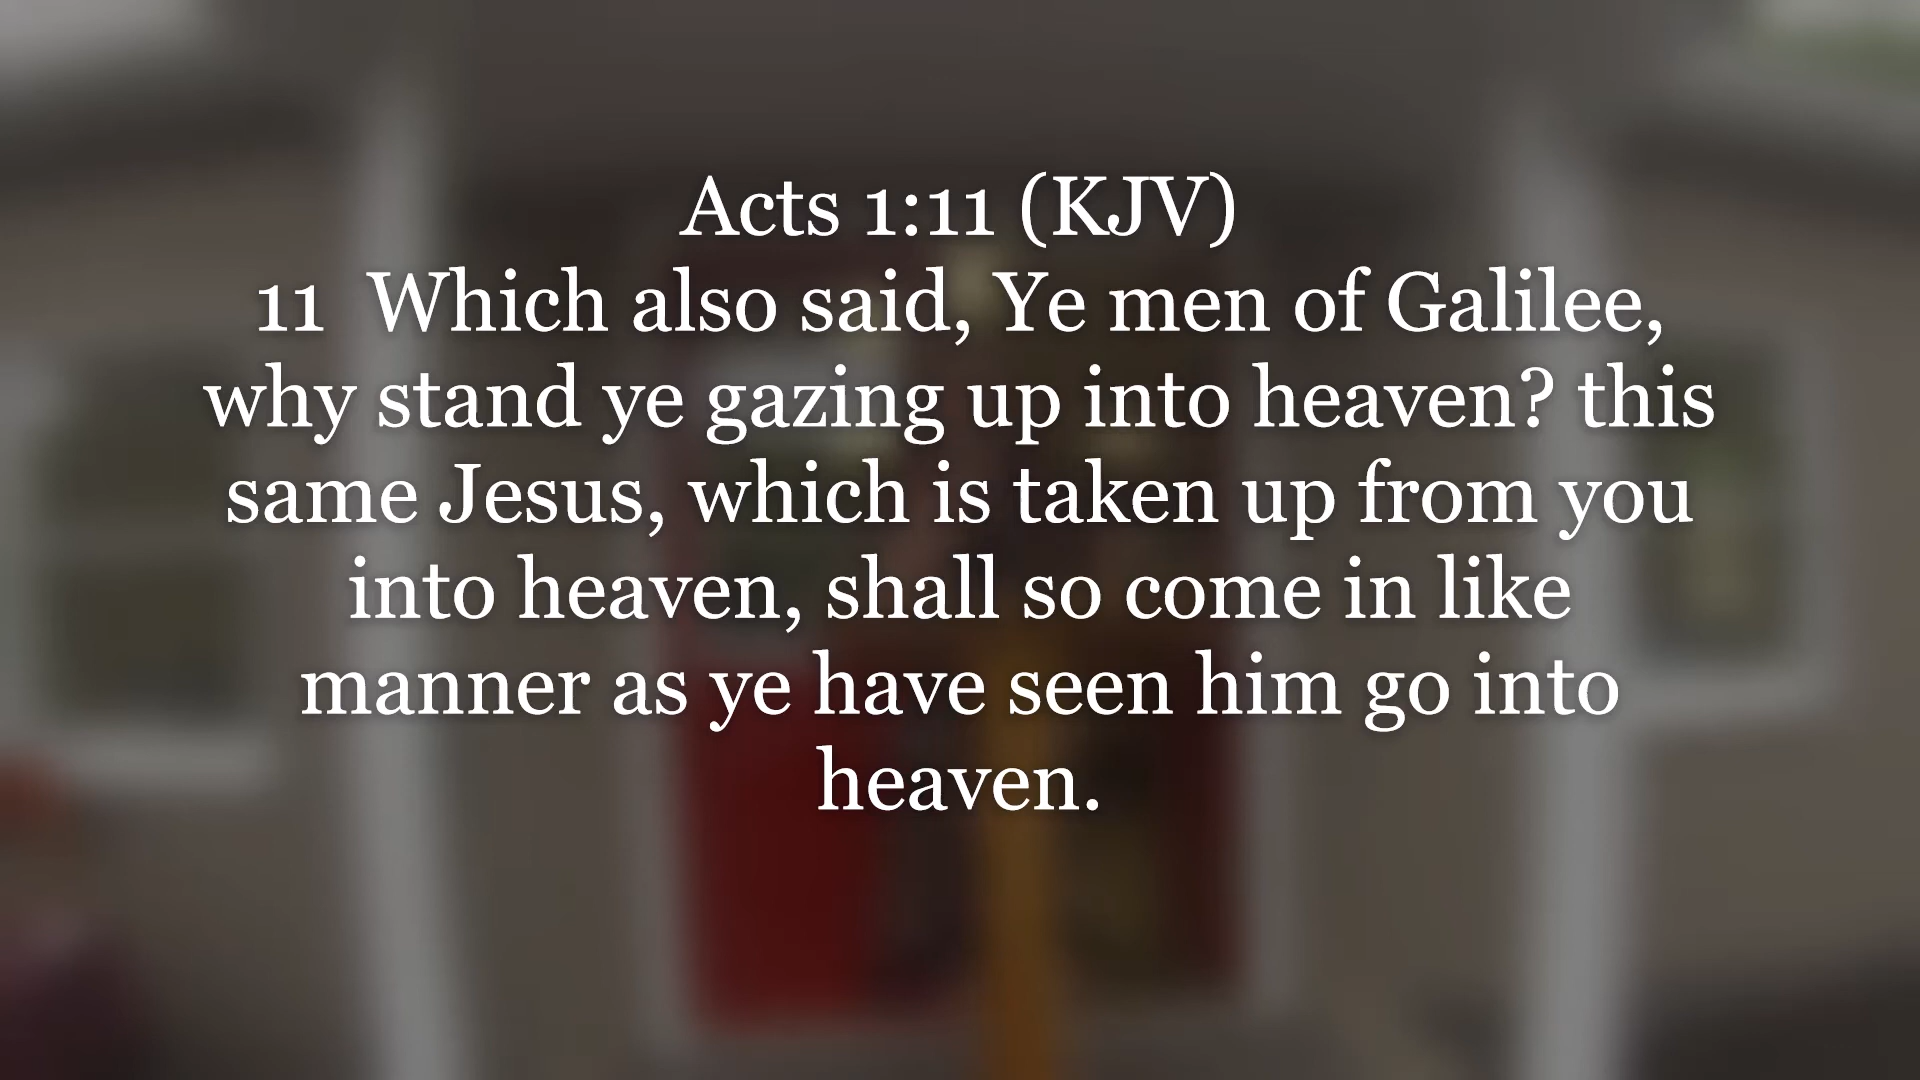 Acts 1:11 (KJV)
11  Which also said, Ye men of Galilee,
why stand ye gazing up into heaven? this
same Jesus, which is taken up from you
into heaven, shall so come in like
manner as ye have seen him go into
heaven.